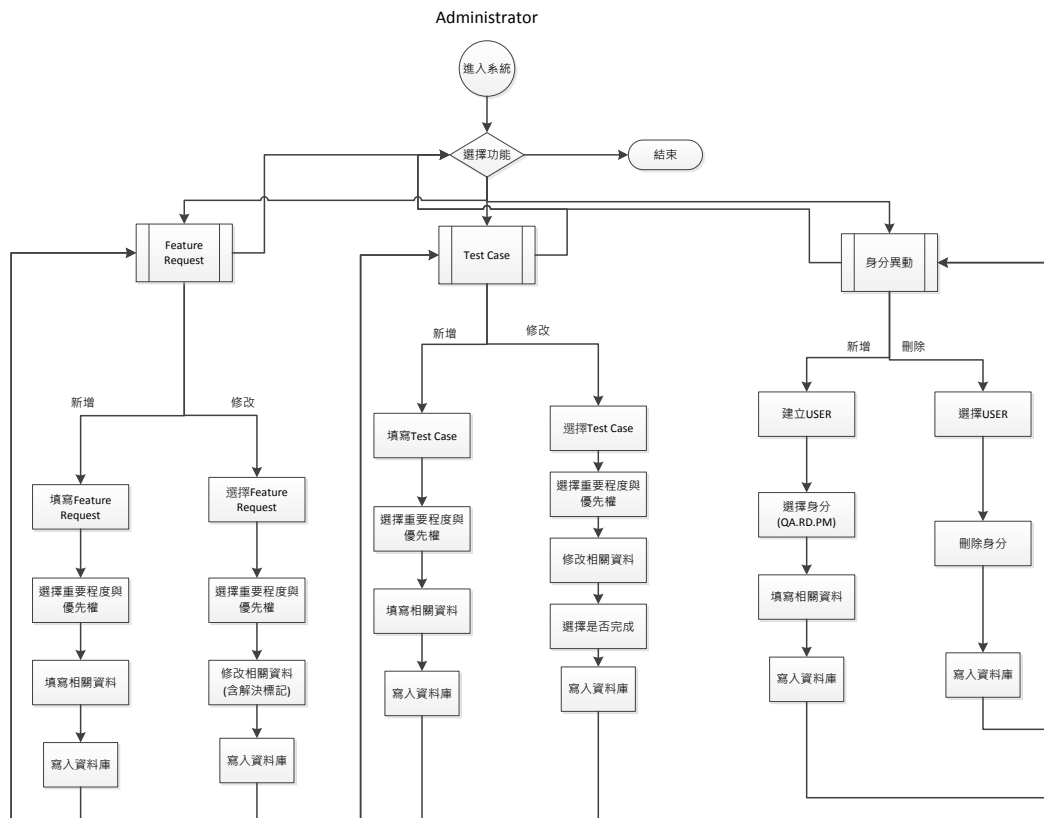 Administrator
進入系統
選擇功能
結束
Feature
Request
Test Case
身分異動
新增
修改
新增
刪除
新增
修改
填寫Test Case
選擇Test Case
建立USER
選擇USER
填寫Feature
Request
選擇Feature
Request
選擇重要程度與
優先權
選擇重要程度與
優先權
選擇身分
(QA.RD.PM)
刪除身分
修改相關資料
選擇重要程度與
優先權
選擇重要程度與
優先權
填寫相關資料
選擇是否完成
填寫相關資料
填寫相關資料
修改相關資料
(含解決標記)
寫入資料庫
寫入資料庫
寫入資料庫
寫入資料庫
寫入資料庫
寫入資料庫